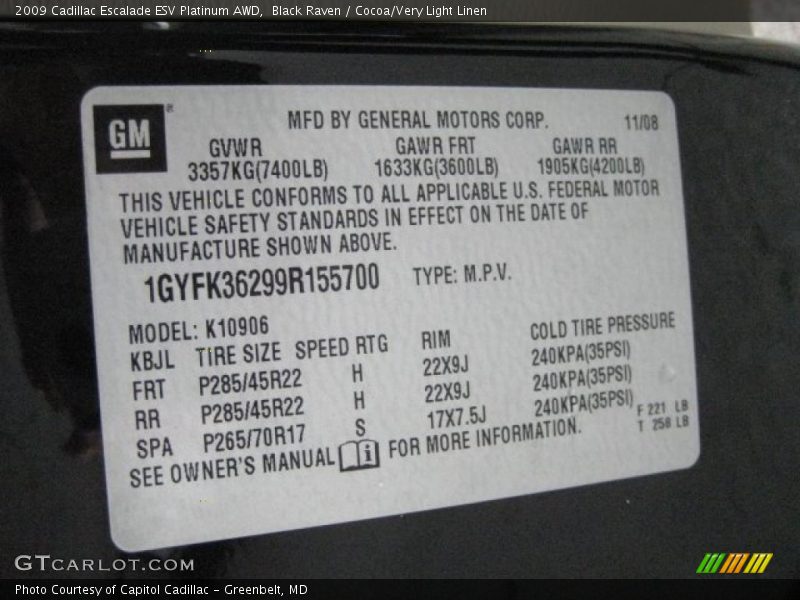 2009 Cadillac Escalade ESV Platinum AWD, Black Raven / Cocoa/Very Light Linen
GM ®
MFD BY GENERAL MOTORS CORP. 11/08
GVWR GAWR FRT GAWR RR
3357KG(7400LB) 1633KG(3600LB) 1905KG(4200LB)
THIS VEHICLE CONFORMS TO ALL APPLICABLE U.S. FEDERAL MOTOR
VEHICLE SAFETY STANDARDS IN EFFECT ON THE DATE OF
MANUFACTURE SHOWN ABOVE.
1GYFK36299R155700 TYPE: M.P.V.
MODEL: K10906
KBJL TIRE SIZE SPEED RTG RIM COLD TIRE PRESSURE
FRT P285/45R22 H 22X9J 240KPA(35PSI)
RR P285/45R22 H 22X9J 240KPA(35PSI)
SPA P265/70R17 S 17X7.5J 240KPA(35PSI)
F 221 LB
T 258 LB
SEE OWNER'S MANUAL i FOR MORE INFORMATION.
GTCARLOT.COM
Photo Courtesy of Capitol Cadillac - Greenbelt, MD